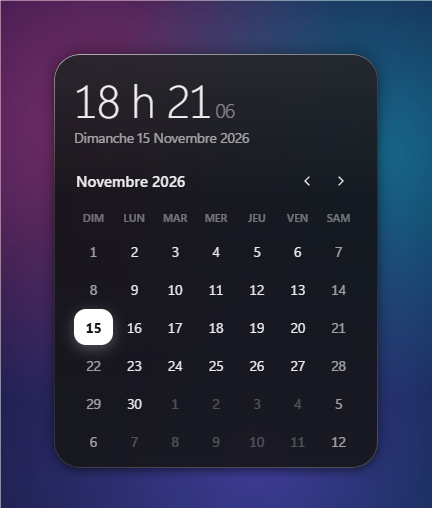 18 h 21 06
Dimanche 15 Novembre 2026
Novembre 2026
DIM LUN MAR MER JEU VEN SAM
1 2 3 4 5 6 7
8 9 10 11 12 13 14
15 16 17 18 19 20 21
22 23 24 25 26 27 28
29 30 1 2 3 4 5
6 7 8 9 10 11 12